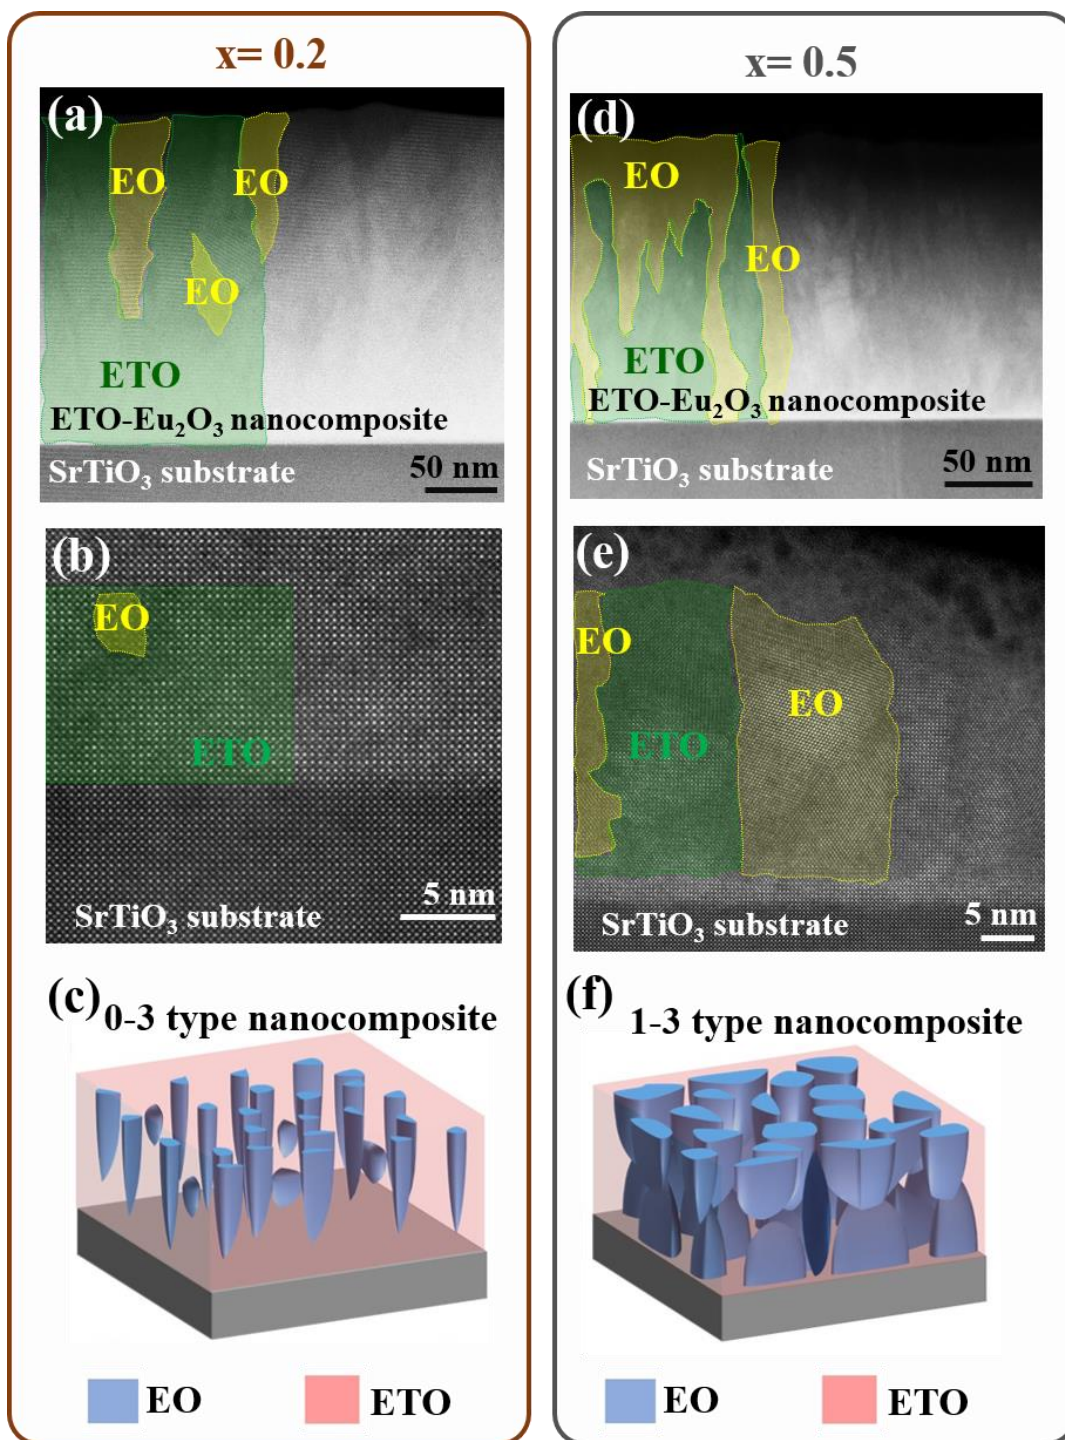 x= 0.2
(a)
EO
EO
EO
ETO
ETO-Eu₂O₃ nanocomposite
SrTiO₃ substrate
50 nm
(b)
EO
ETO
5 nm
SrTiO₃ substrate
(c)
0-3 type nanocomposite
EO
ETO
x= 0.5
(d)
EO
EO
ETO
ETO-Eu₂O₃ nanocomposite
SrTiO₃ substrate
50 nm
(e)
EO
EO
ETO
5 nm
SrTiO₃ substrate
(f)
1-3 type nanocomposite
EO
ETO